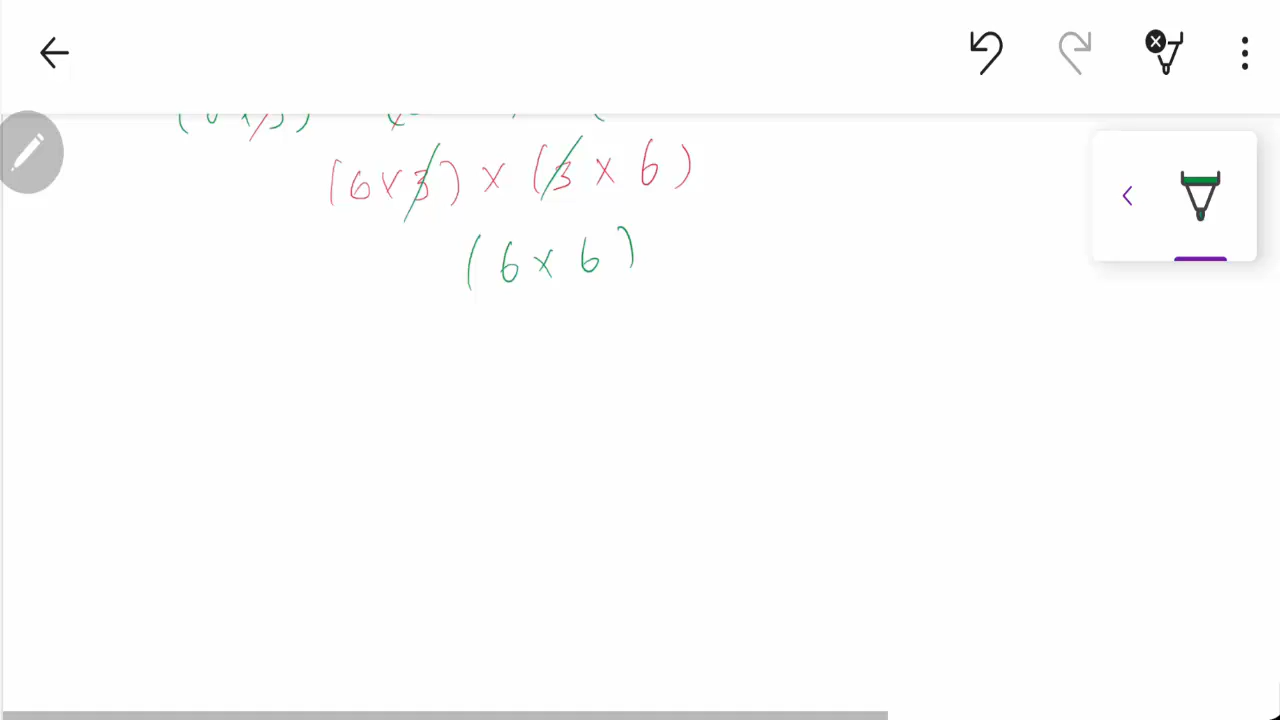 (6 × 3) × (3 × 6)
(6 × 6)